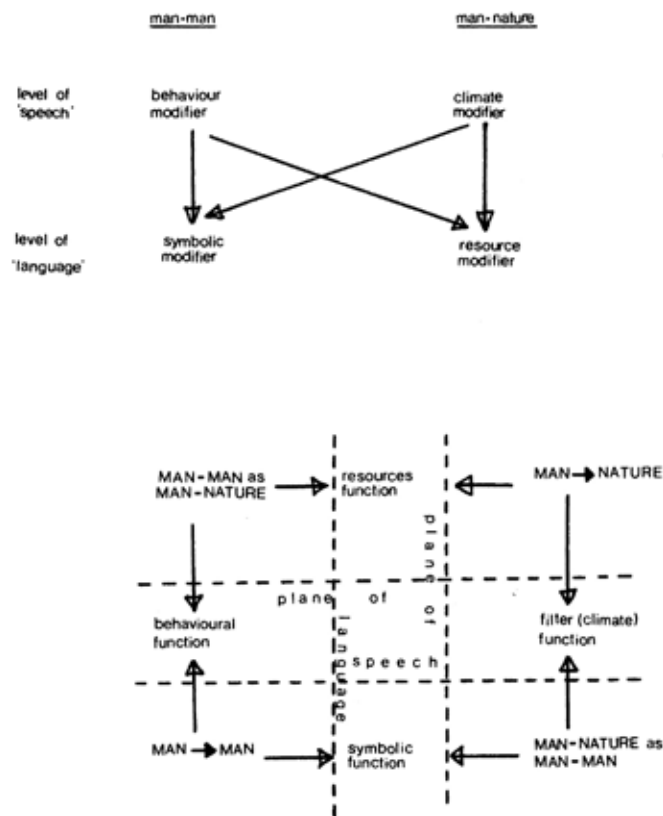 man-man
man-nature
level of
'speech'
behaviour
modifier
climate
modifier
level of
'language'
symbolic
modifier
resource
modifier
MAN-MAN as
MAN-NATURE
resources
function
MAN → NATURE
plane of
plane of
language
speech
behavioural
function
filter (climate)
function
MAN → MAN
symbolic
function
MAN-NATURE as
MAN-MAN